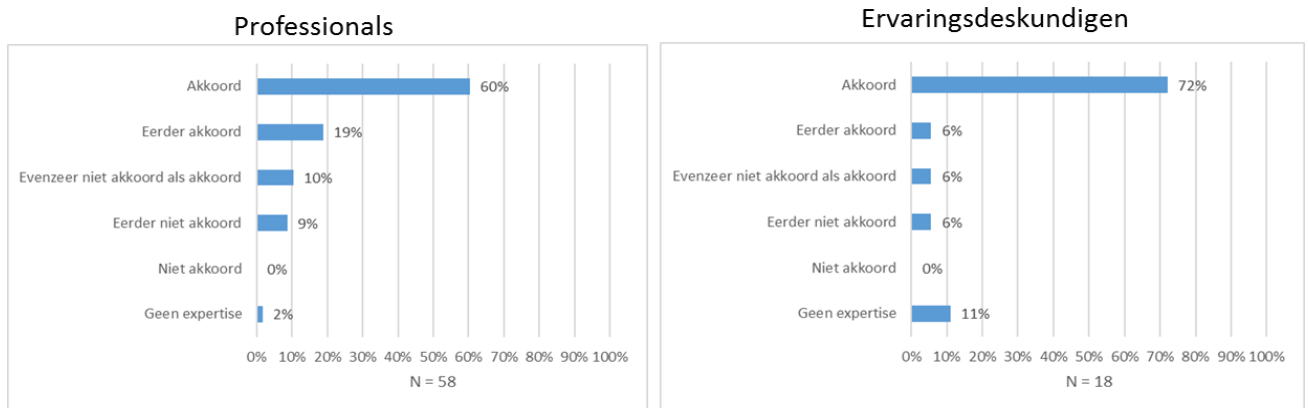 Professionals
Akkoord 60%
Eerder akkoord 19%
Evenzeer niet akkoord als akkoord 10%
Eerder niet akkoord 9%
Niet akkoord 0%
Geen expertise 2%
0% 10% 20% 30% 40% 50% 60% 70% 80% 90% 100%
N = 58
Ervaringsdeskundigen
Akkoord 72%
Eerder akkoord 6%
Evenzeer niet akkoord als akkoord 6%
Eerder niet akkoord 6%
Niet akkoord 0%
Geen expertise 11%
0% 10% 20% 30% 40% 50% 60% 70% 80% 90% 100%
N = 18